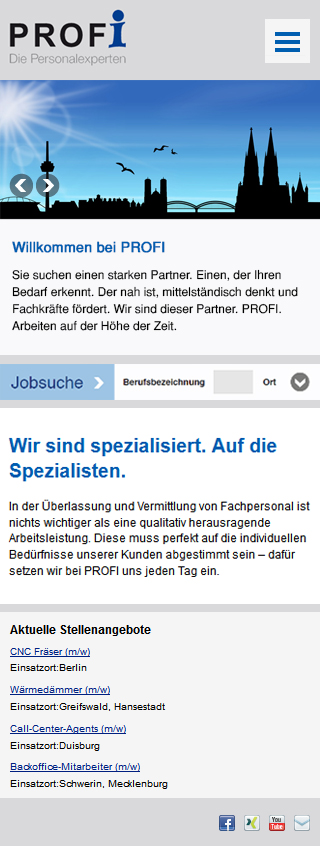 PROFi
Die Personalexperten
Willkommen bei PROFI
Sie suchen einen starken Partner. Einen, der Ihren
Bedarf erkennt. Der nah ist, mittelständisch denkt und
Fachkräfte fördert. Wir sind dieser Partner. PROFI.
Arbeiten auf der Höhe der Zeit.
Jobsuche Berufsbezeichnung Ort
Wir sind spezialisiert. Auf die
Spezialisten.
In der Überlassung und Vermittlung von Fachpersonal ist
nichts wichtiger als eine qualitativ herausragende
Arbeitsleistung. Diese muss perfekt auf die individuellen
Bedürfnisse unserer Kunden abgestimmt sein – dafür
setzen wir bei PROFI uns jeden Tag ein.
Aktuelle Stellenangebote
CNC Fräser (m/w)
Einsatzort:Berlin
Wärmedämmer (m/w)
Einsatzort:Greifswald, Hansestadt
Call-Center-Agents (m/w)
Einsatzort:Duisburg
Backoffice-Mitarbeiter (m/w)
Einsatzort:Schwerin, Mecklenburg
You
Tube